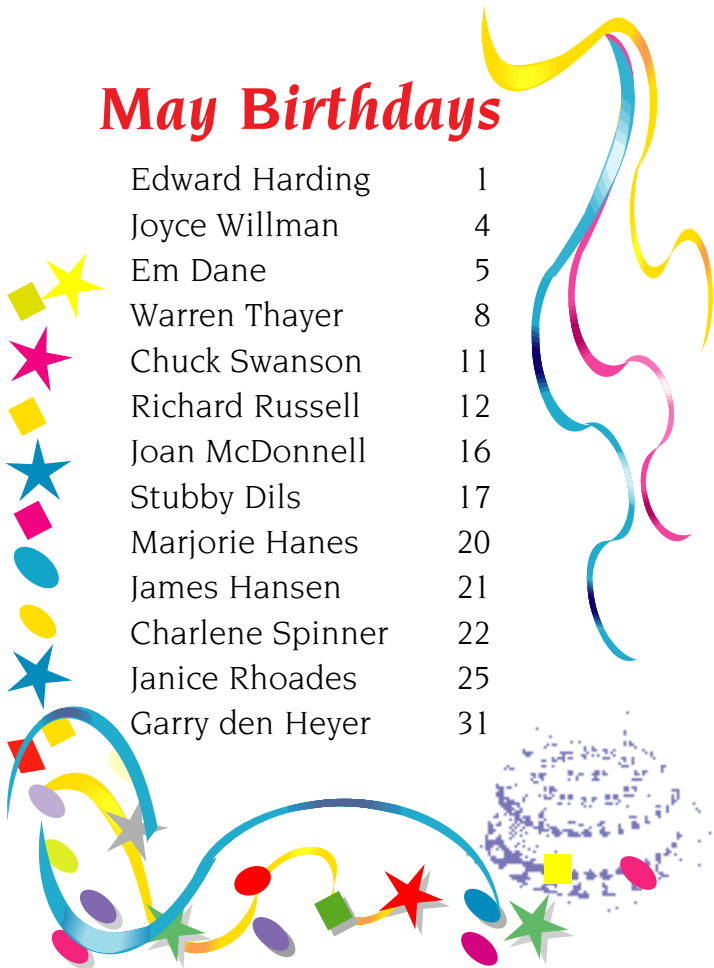 May Birthdays
Edward Harding 1
Joyce Willman 4
Em Dane 5
Warren Thayer 8
Chuck Swanson 11
Richard Russell 12
Joan McDonnell 16
Stubby Dils 17
Marjorie Hanes 20
James Hansen 21
Charlene Spinner 22
Janice Rhoades 25
Garry den Heyer 31